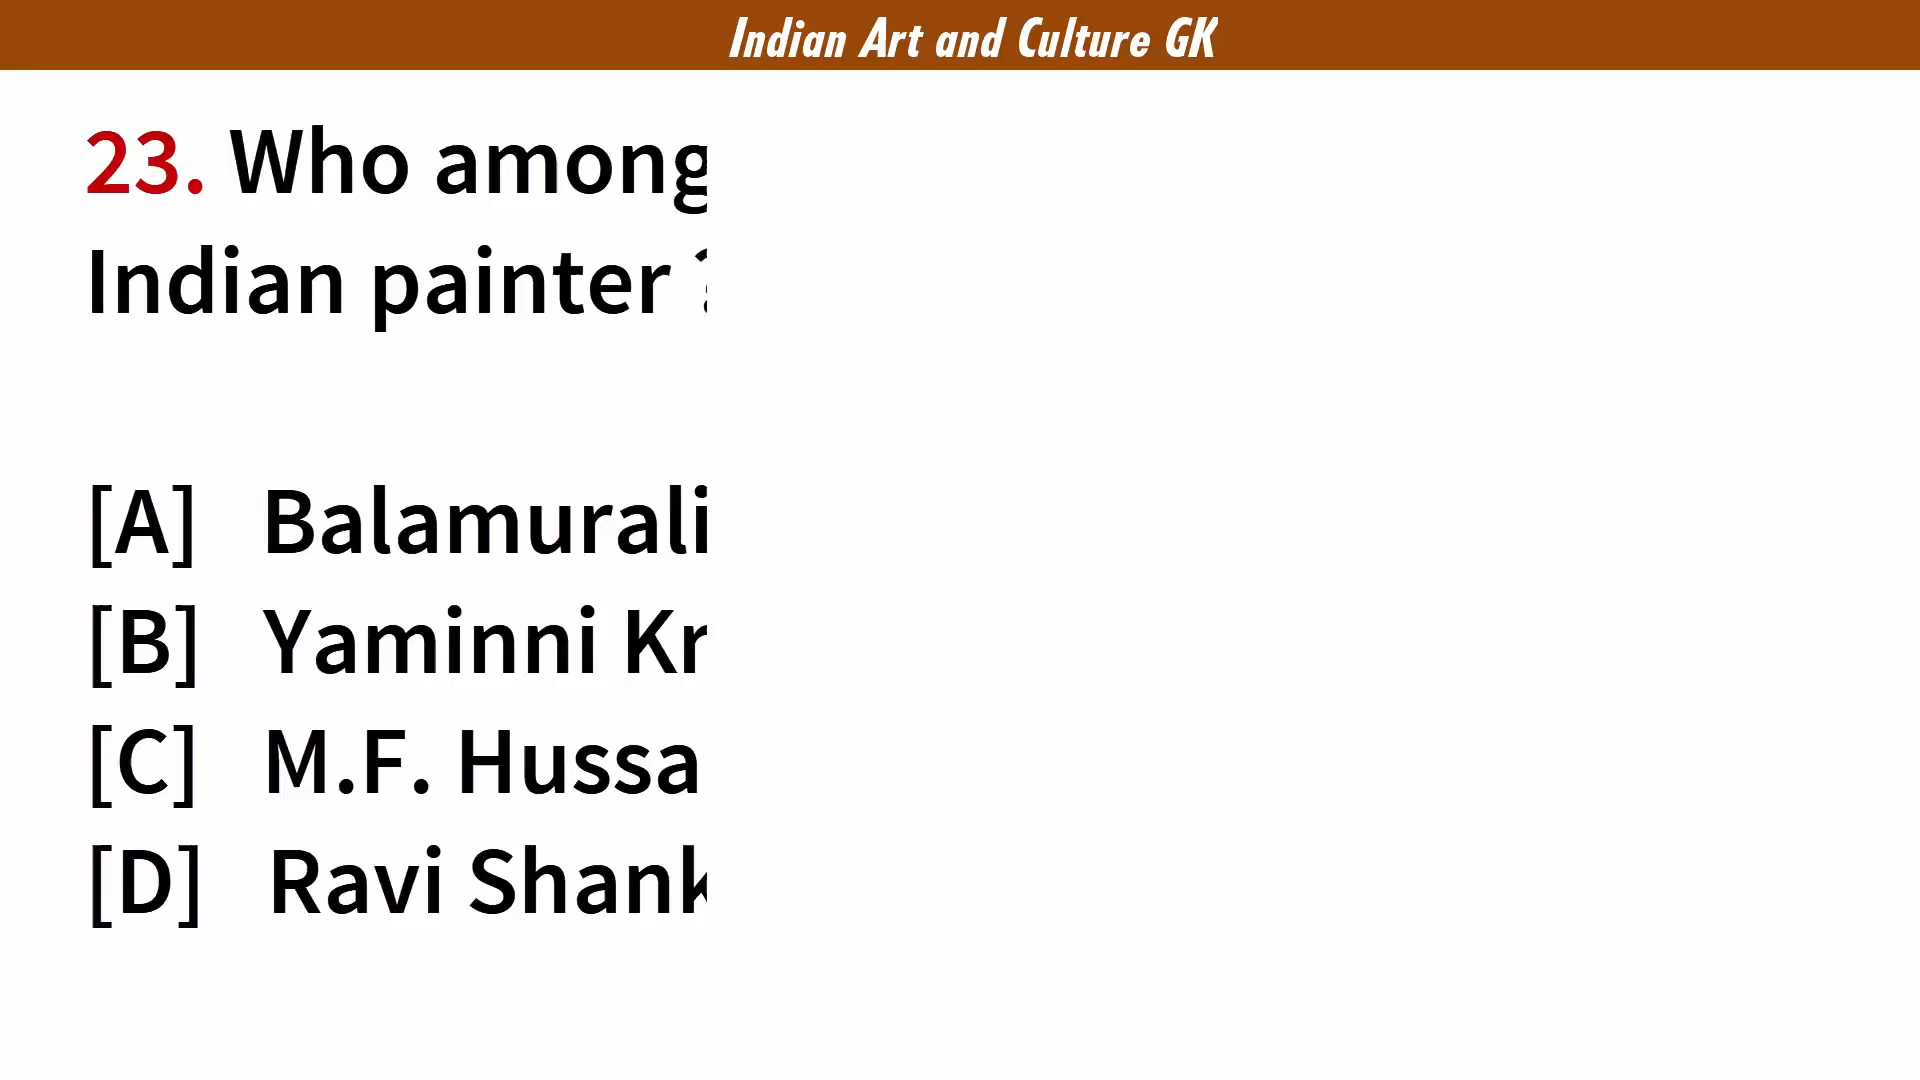 Indian Art and Culture GK
23. Who among
Indian painter ?
[A] Balamurali
[B] Yaminni Kr
[C] M.F. Hussa
[D] Ravi Shank